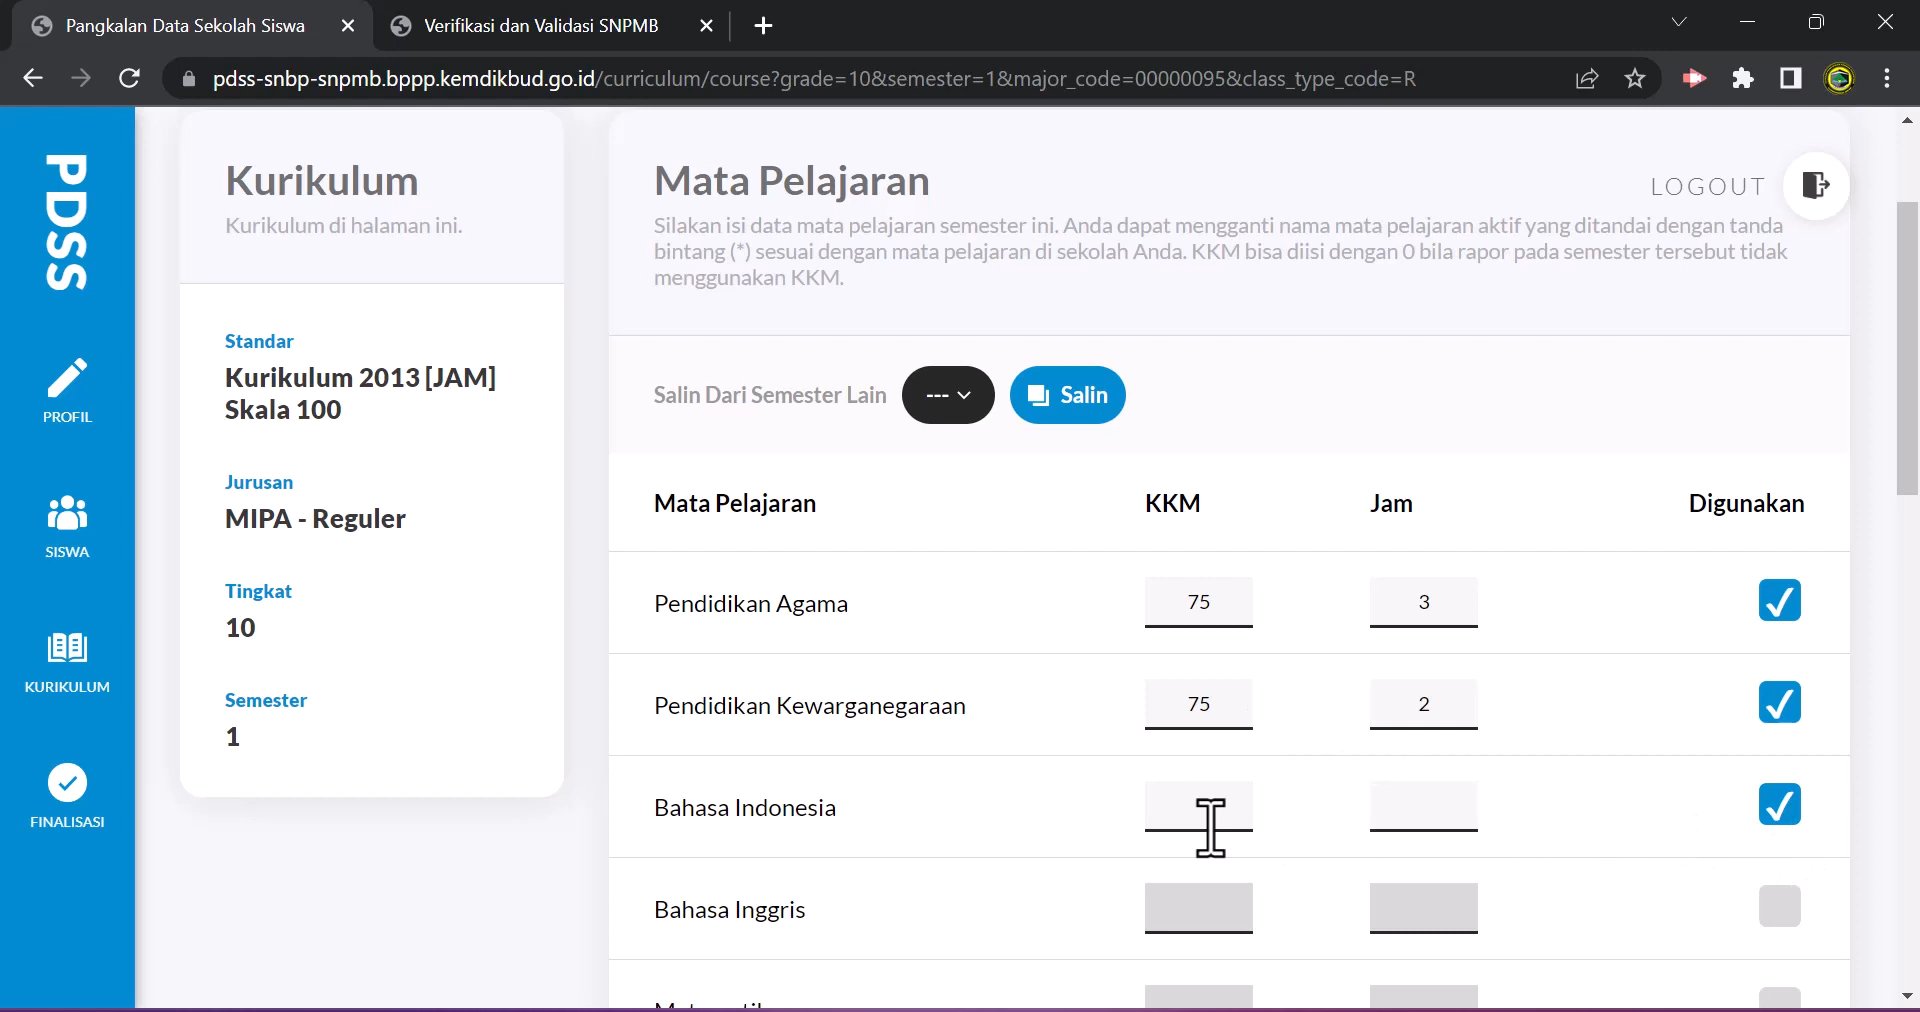 Pangkalan Data Sekolah Siswa
Verifikasi dan Validasi SNPMB
pdss-snbp-snpmb.bppp.kemdikbud.go.id/curriculum/course?grade=10&semester=1&major_code=00000095&class_type_code=R
PDSS
PROFIL
SISWA
KURIKULUM
FINALISASI
Kurikulum
Kurikulum di halaman ini.
Standar
Kurikulum 2013 [JAM]
Skala 100
Jurusan
MIPA - Reguler
Tingkat
10
Semester
1
Mata Pelajaran
LOGOUT
Silakan isi data mata pelajaran semester ini. Anda dapat mengganti nama mata pelajaran aktif yang ditandai dengan tanda
bintang (*) sesuai dengan mata pelajaran di sekolah Anda. KKM bisa diisi dengan 0 bila rapor pada semester tersebut tidak
menggunakan KKM.
Salin Dari Semester Lain --- Salin
Mata Pelajaran KKM Jam Digunakan
Pendidikan Agama 75 3
Pendidikan Kewarganegaraan 75 2
Bahasa Indonesia
Bahasa Inggris